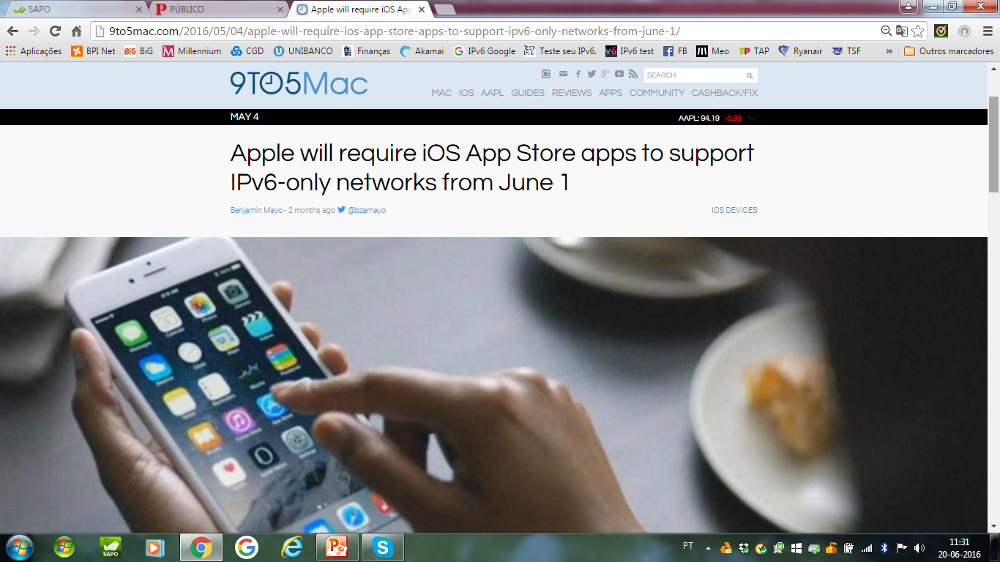 SAPO
PÚBLICO
Apple will require iOS App
9to5mac.com/2016/05/04/apple-will-require-ios-app-store-apps-to-support-ipv6-only-networks-from-june-1/
Aplicações BPI Net BiG Millennium CGD UNIBANCO Finanças Akamai IPv6 Google Teste seu IPv6. IPv6 test FB Meo TAP Ryanair TSF » Outros marcadores
9TO5Mac
SEARCH
MAC IOS AAPL GUIDES REVIEWS APPS COMMUNITY CASHBACK/FIX
MAY 4
AAPL: 94.19 -0.99
Apple will require iOS App Store apps to support
IPv6-only networks from June 1
Benjamin Mayo - 2 months ago @bzamayo
IOS DEVICES
SAPO
PT
11:31
20-06-2016